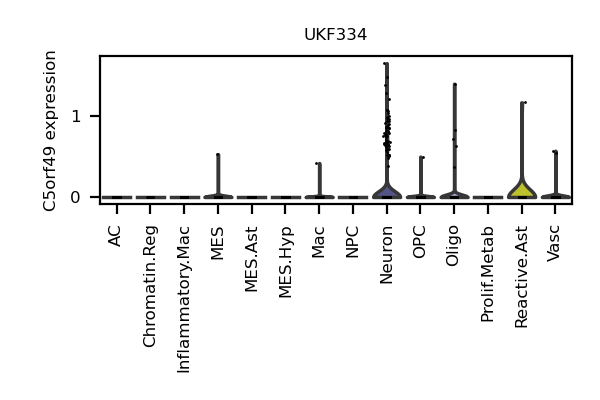 UKF334
C5orf49 expression
1
0
AC
Chromatin.Reg
Inflammatory.Mac
MES
MES.Ast
MES.Hyp
Mac
NPC
Neuron
OPC
Oligo
Prolif.Metab
Reactive.Ast
Vasc